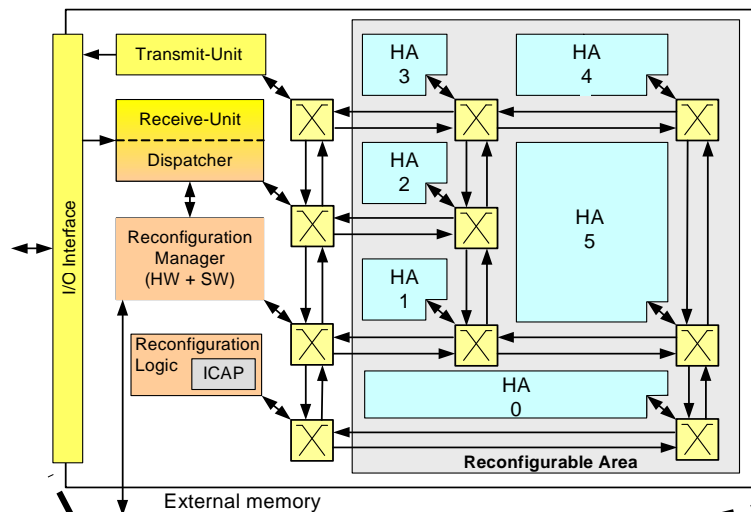 I/O Interface
Transmit-Unit
Receive-Unit
Dispatcher
Reconfiguration
Manager
(HW + SW)
Reconfiguration
Logic
ICAP
HA
3
HA
4
HA
2
HA
5
HA
1
HA
0
Reconfigurable Area
External memory